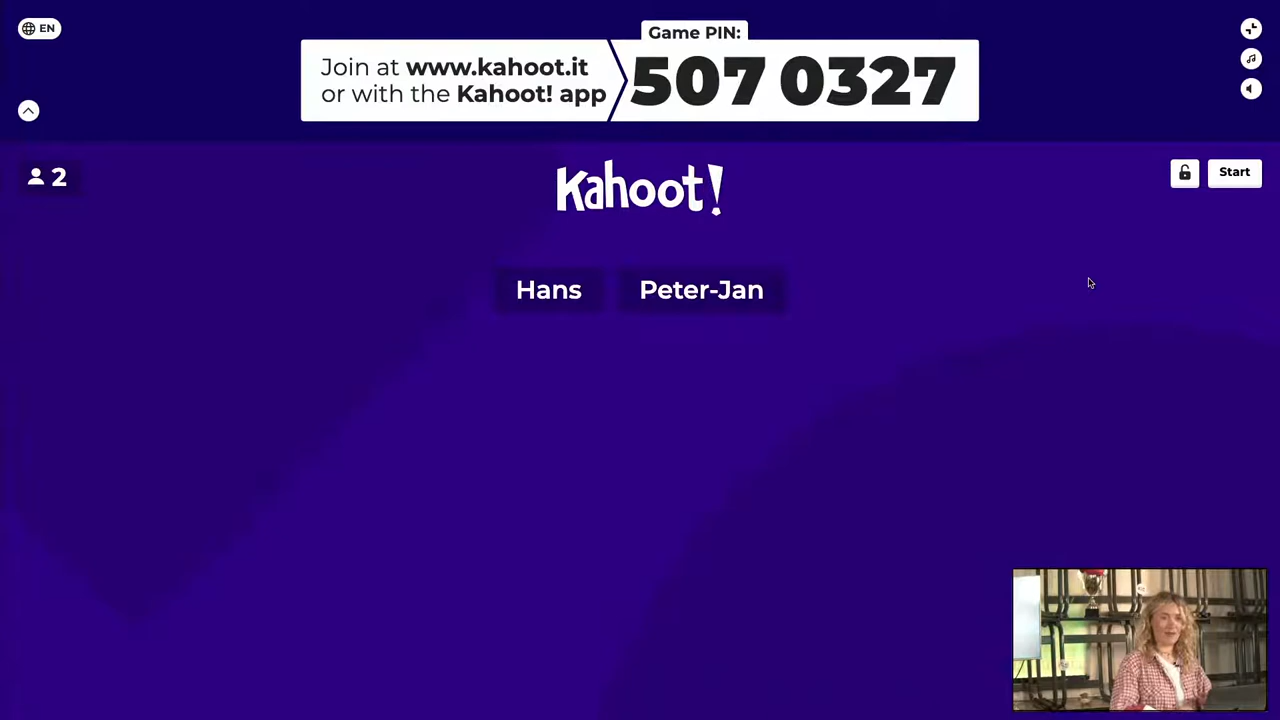 EN
Game PIN:
Join at www.kahoot.it
or with the Kahoot! app
507 0327
2
Kahoot!
Start
Hans
Peter-Jan